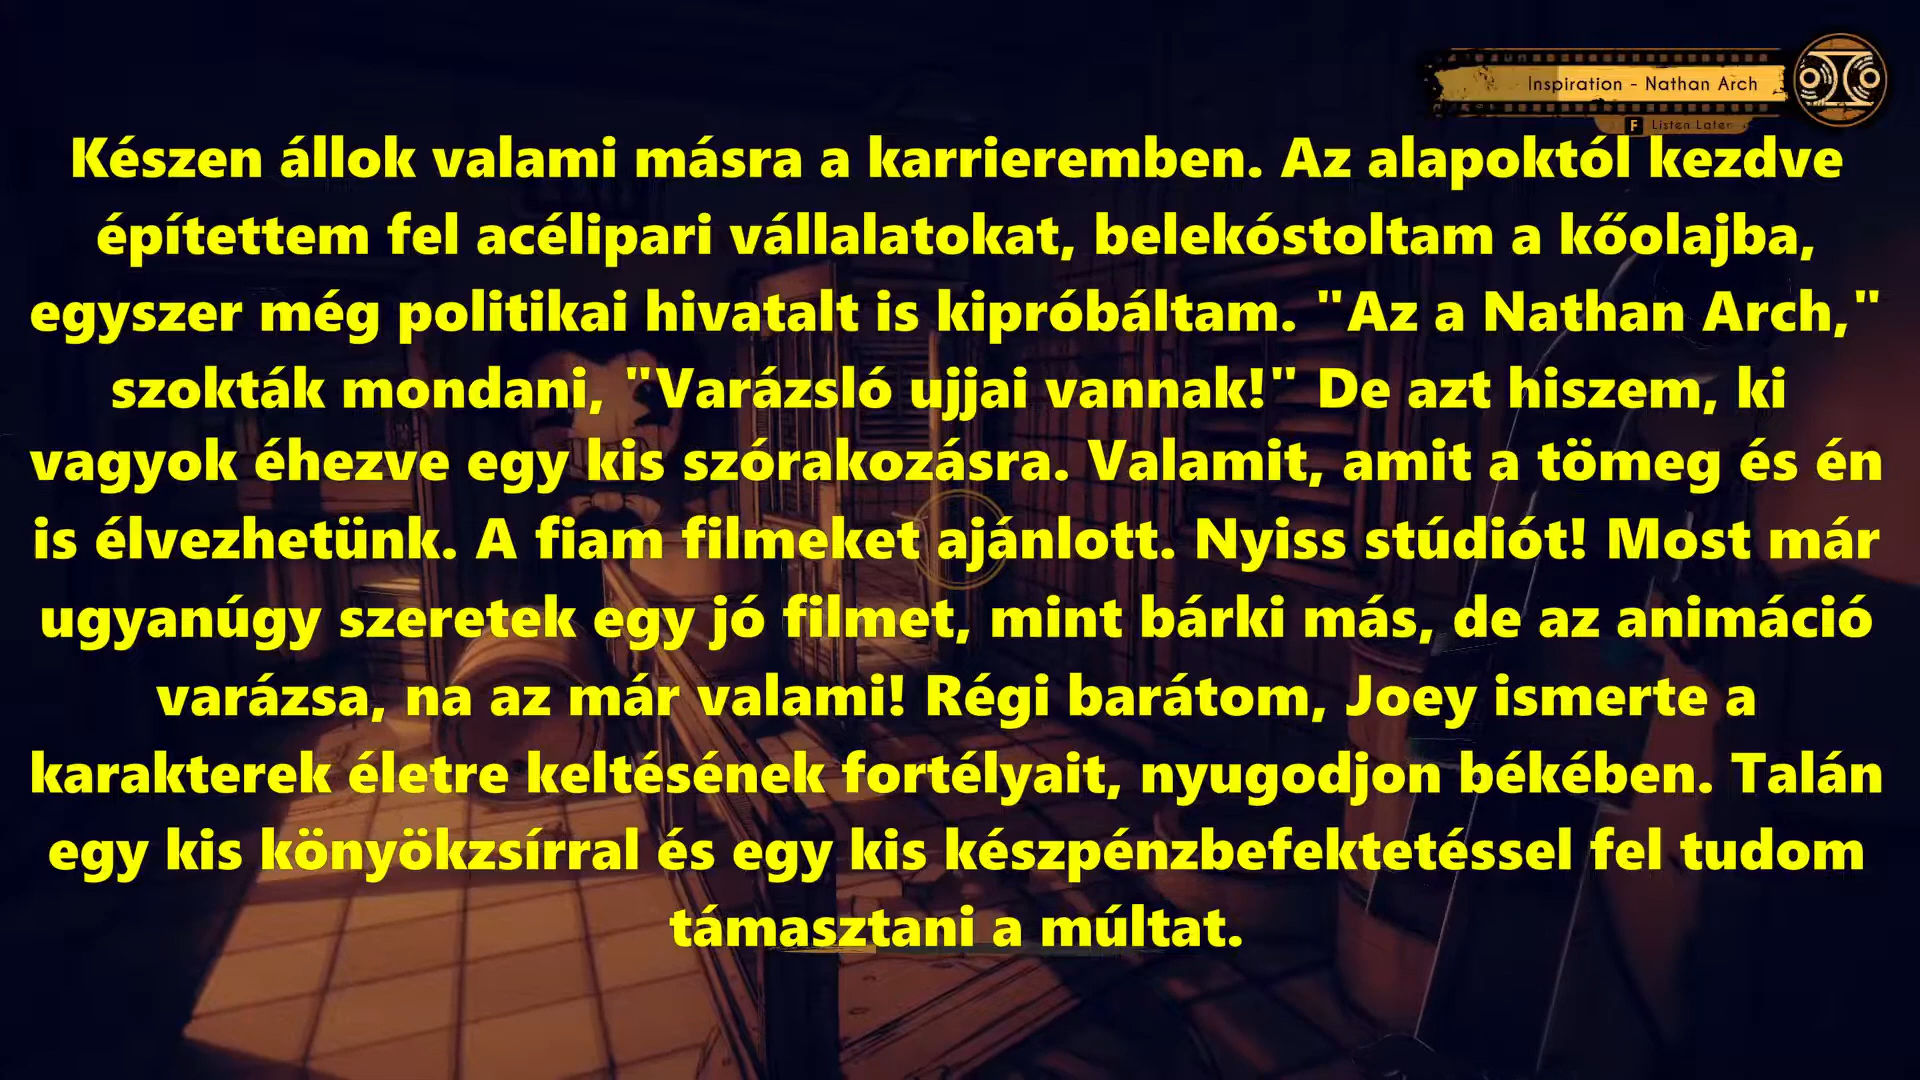 Inspiration - Nathan Arch
F Listen Later
Készen állok valami másra a karrieremben. Az alapoktól kezdve
építettem fel acélipari vállalatokat, belekóstoltam a kőolajba,
egyszer még politikai hivatalt is kipróbáltam. "Az a Nathan Arch,"
szokták mondani, "Varázsló ujjai vannak!" De azt hiszem, ki
vagyok éhezve egy kis szórakozásra. Valamit, amit a tömeg és én
is élvezhetünk. A fiam filmeket ajánlott. Nyiss stúdiót! Most már
ugyanúgy szeretek egy jó filmet, mint bárki más, de az animáció
varázsa, na az már valami! Régi barátom, Joey ismerte a
karakterek életre keltésének fortélyait, nyugodjon békében. Talán
egy kis könyökzsírral és egy kis készpénzbefektetéssel fel tudom
támasztani a múltat.